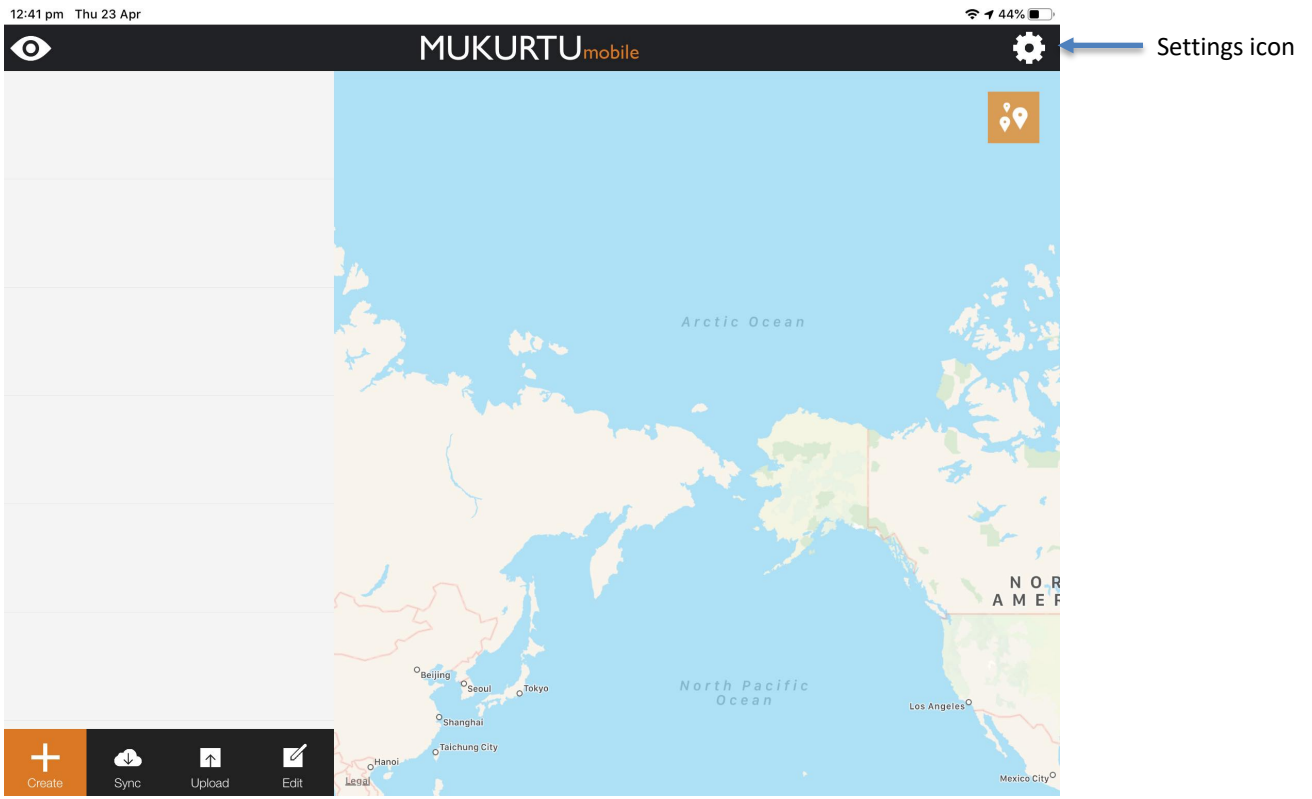 12:41 pm Thu 23 Apr
44%
MUKURTU mobile
Settings icon
Arctic Ocean
NOR
AMER
Beijing
Seoul
Tokyo
North Pacific
Ocean
Los Angeles
Shanghai
Taichung City
Hanoi
Legal
Mexico City
Create
Sync
Upload
Edit